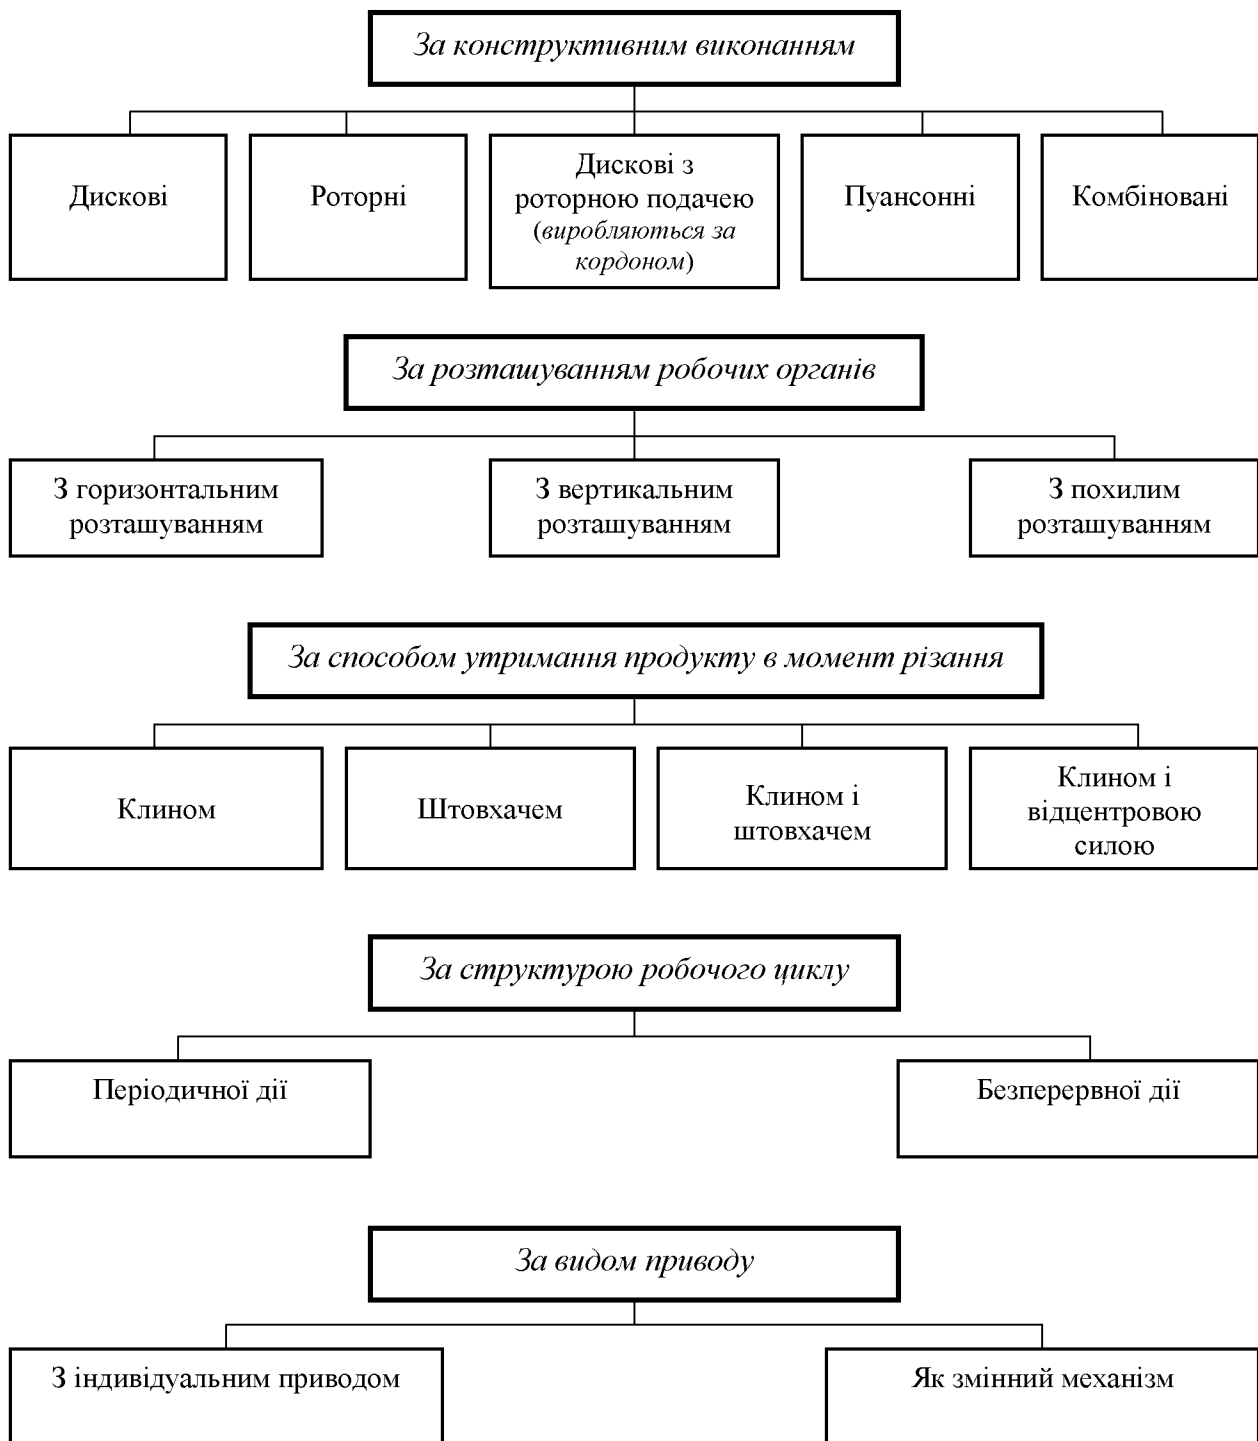 За конструктивним виконанням
Дискові
Роторні
Дискові з
роторною подачею
(виробляються за
кордоном)
Пуансонні
Комбіновані
За розташуванням робочих органів
З горизонтальним
розташуванням
З вертикальним
розташуванням
З похилим
розташуванням
За способом утримання продукту в момент різання
Клином
Штовхачем
Клином і
штовхачем
Клином і
відцентровою
силою
За структурою робочого циклу
Періодичної дії
Безперервної дії
За видом приводу
З індивідуальним приводом
Як змінний механізм